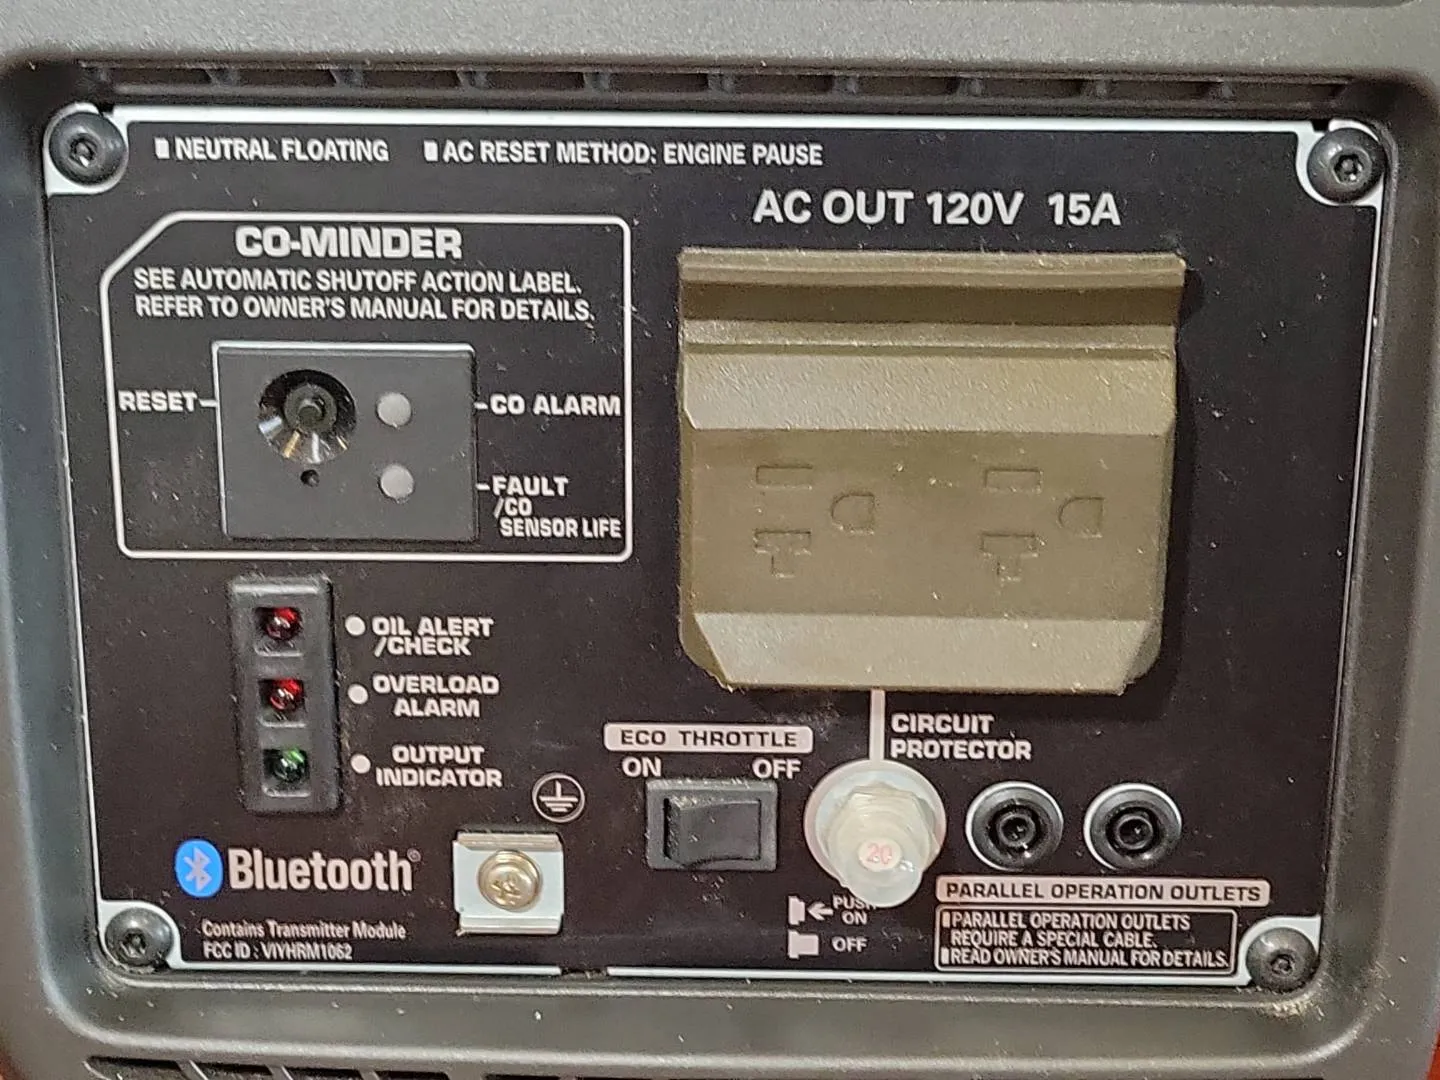 NEUTRAL FLOATING AC RESET METHOD: ENGINE PAUSE
AC OUT 120V 15A
CO-MINDER
SEE AUTOMATIC SHUTOFF ACTION LABEL.
REFER TO OWNER'S MANUAL FOR DETAILS.
RESET
CO ALARM
FAULT
/CO
SENSOR LIFE
OIL ALERT
/CHECK
OVERLOAD
ALARM
OUTPUT
INDICATOR
ECO THROTTLE
ON OFF
CIRCUIT
PROTECTOR
20
PUSH
ON
OFF
PARALLEL OPERATION OUTLETS
PARALLEL OPERATION OUTLETS
REQUIRE A SPECIAL CABLE.
READ OWNER'S MANUAL FOR DETAILS.
Bluetooth®
Contains Transmitter Module
FCC ID : VIYHRM1062